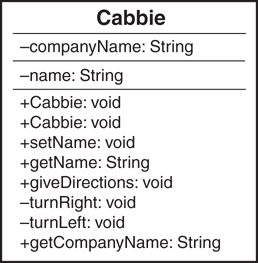 Cabbie
–companyName: String
–name: String
+Cabbie: void
+Cabbie: void
+setName: void
+getName: String
+giveDirections: void
–turnRight: void
–turnLeft: void
+getCompanyName: String